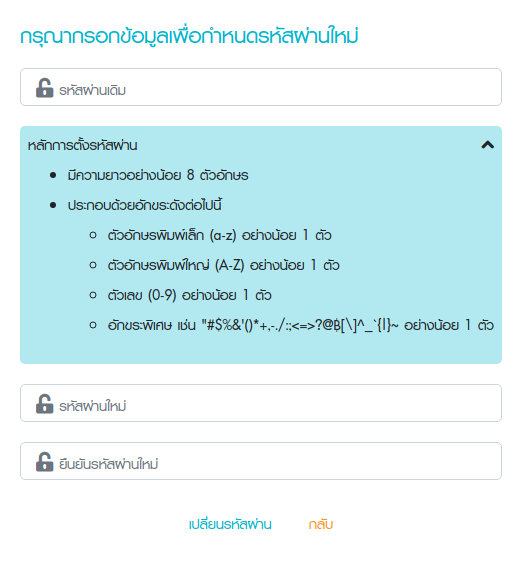 กรุณากรอกข้อมูลเพื่อกำหนดรหัสผ่านใหม่
รหัสผ่านเดิม
หลักการตั้งรหัสผ่าน
มีความยาวอย่างน้อย 8 ตัวอักษร
ประกอบด้วยอักขระดังต่อไปนี้
ตัวอักษรพิมพ์เล็ก (a-z) อย่างน้อย 1 ตัว
ตัวอักษรพิมพ์ใหญ่ (A-Z) อย่างน้อย 1 ตัว
ตัวเลข (0-9) อย่างน้อย 1 ตัว
อักขระพิเศษ เช่น "#$%&'()*+,-./:;<=>?@฿[\]^_`{|}~ อย่างน้อย 1 ตัว
รหัสผ่านใหม่
ยืนยันรหัสผ่านใหม่
เปลี่ยนรหัสผ่าน กลับ